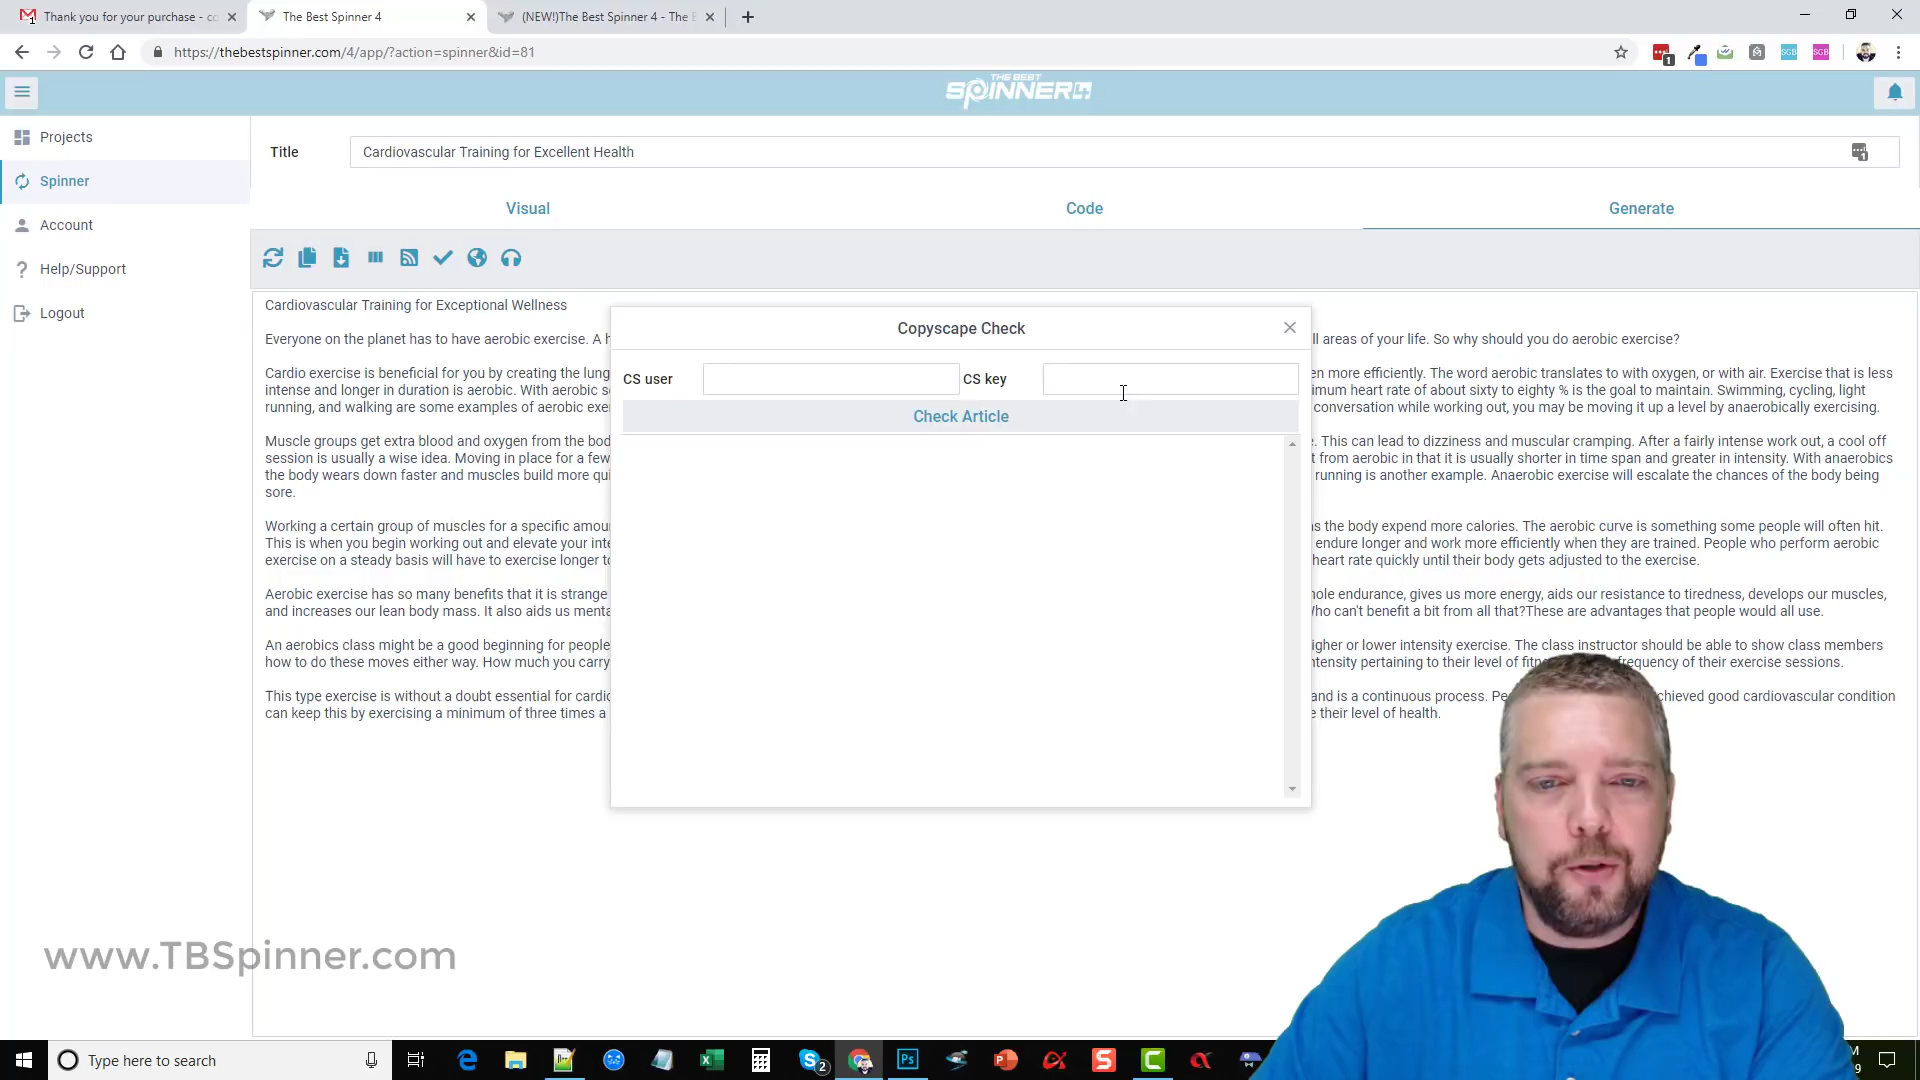 Thank you for your purchase - co
The Best Spinner 4
(NEW!)The Best Spinner 4 - The B
https://thebestspinner.com/4/app/?action=spinner&id=81
THE BEST
SPINNER4
Projects
Spinner
Account
Help/Support
Logout
Title
Cardiovascular Training for Excellent Health
Visual
Code
Generate
Cardiovascular Training for Exceptional Wellness
Everyone on the planet has to have aerobic exercise. A h
ll areas of your life. So why should you do aerobic exercise?
Cardio exercise is beneficial for you by creating the lung
en more efficiently. The word aerobic translates to with oxygen, or with air. Exercise that is less
intense and longer in duration is aerobic. With aerobic s
imum heart rate of about sixty to eighty % is the goal to maintain. Swimming, cycling, light
running, and walking are some examples of aerobic exe
conversation while working out, you may be moving it up a level by anaerobically exercising.
Muscle groups get extra blood and oxygen from the bod
. This can lead to dizziness and muscular cramping. After a fairly intense work out, a cool off
session is usually a wise idea. Moving in place for a few
t from aerobic in that it is usually shorter in time span and greater in intensity. With anaerobics
the body wears down faster and muscles build more qui
running is another example. Anaerobic exercise will escalate the chances of the body being
sore.
Working a certain group of muscles for a specific amou
s the body expend more calories. The aerobic curve is something some people will often hit.
This is when you begin working out and elevate your inte
endure longer and work more efficiently when they are trained. People who perform aerobic
exercise on a steady basis will have to exercise longer to
heart rate quickly until their body gets adjusted to the exercise.
Aerobic exercise has so many benefits that it is strange
hole endurance, gives us more energy, aids our resistance to tiredness, develops our muscles,
and increases our lean body mass. It also aids us menta
Who can't benefit a bit from all that?These are advantages that people would all use.
An aerobics class might be a good beginning for people
igher or lower intensity exercise. The class instructor should be able to show class members
how to do these moves either way. How much you carry
ntensity pertaining to their level of fitn
frequency of their exercise sessions.
This type exercise is without a doubt essential for cardio
and is a continuous process. Pe
chieved good cardiovascular condition
can keep this by exercising a minimum of three times a
e their level of health.
Copyscape Check
CS user
CS key
Check Article
www.TBSpinner.com
Type here to search